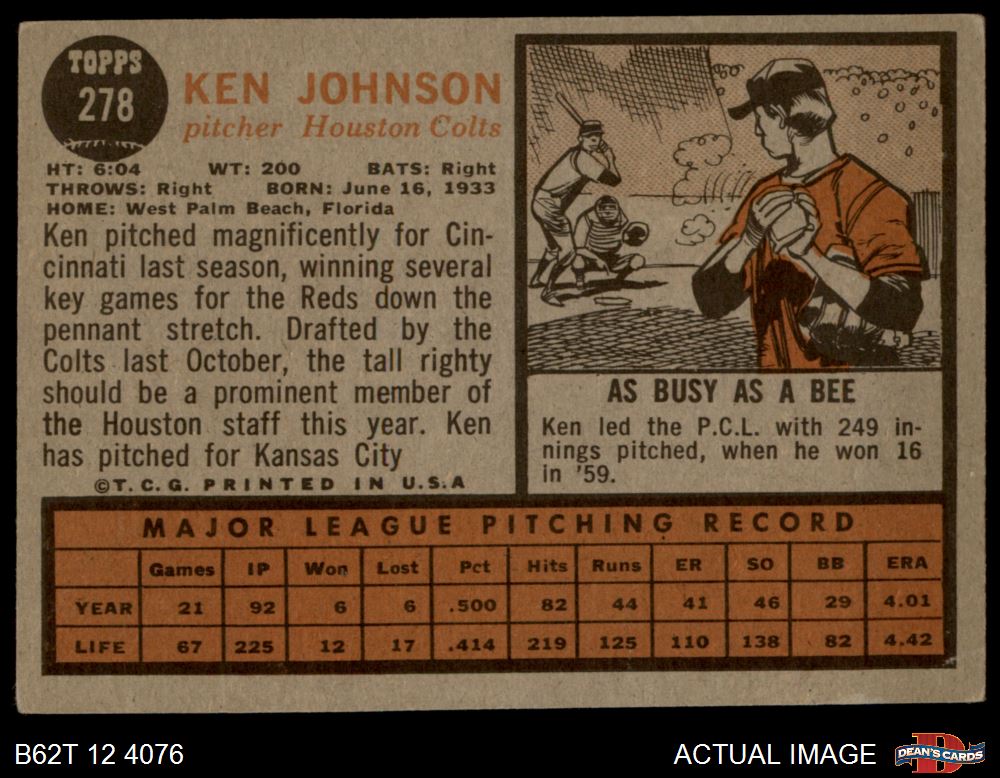 TOPPS
278
KEN JOHNSON
pitcher Houston Colts
HT: 6:04 WT: 200 BATS: Right
THROWS: Right BORN: June 16, 1933
HOME: West Palm Beach, Florida
Ken pitched magnificently for Cin-
cinnati last season, winning several
key games for the Reds down the
pennant stretch. Drafted by the
Colts last October, the tall righty
should be a prominent member of
the Houston staff this year. Ken
has pitched for Kansas City
©T. C. G. PRINTED IN U.S.A
AS BUSY AS A BEE
Ken led the P.C.L. with 249 in-
nings pitched, when he won 16
in '59.
MAJOR LEAGUE PITCHING RECORD
Games IP Won Lost Pct Hits Runs ER SO BB ERA
YEAR 21 92 6 6 .500 82 44 41 46 29 4.01
LIFE 67 225 12 17 .414 219 125 110 138 82 4.42
B62T 12 4076
ACTUAL IMAGE
D
DEAN'S CARDS